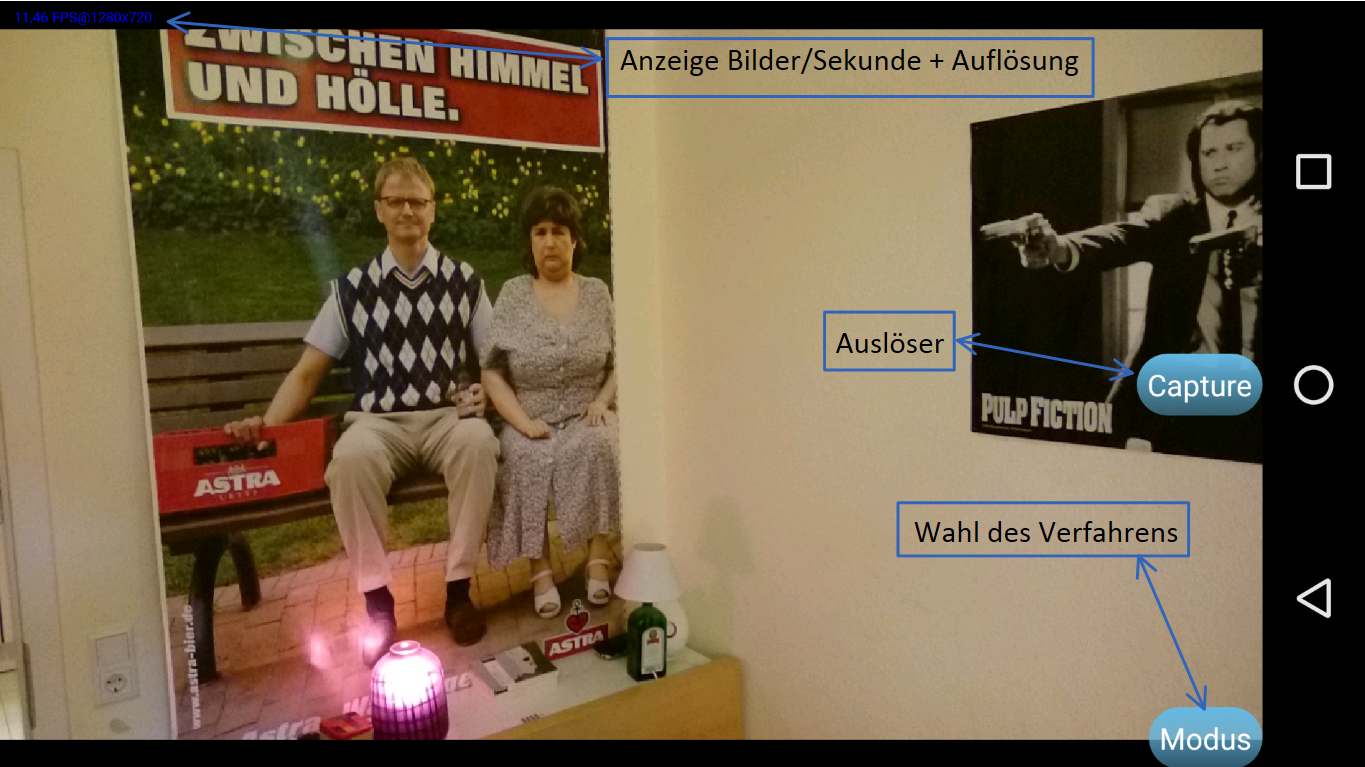 11,46 FPS@1280x720
Anzeige Bilder/Sekunde + Auflösung
ZWISCHEN HIMMEL
UND HÖLLE.
Auslöser
Capture
PULP FICTION
ASTRA
Wahl des Verfahrens
ASTRA
www.astra-bier.de
Astra
Modus